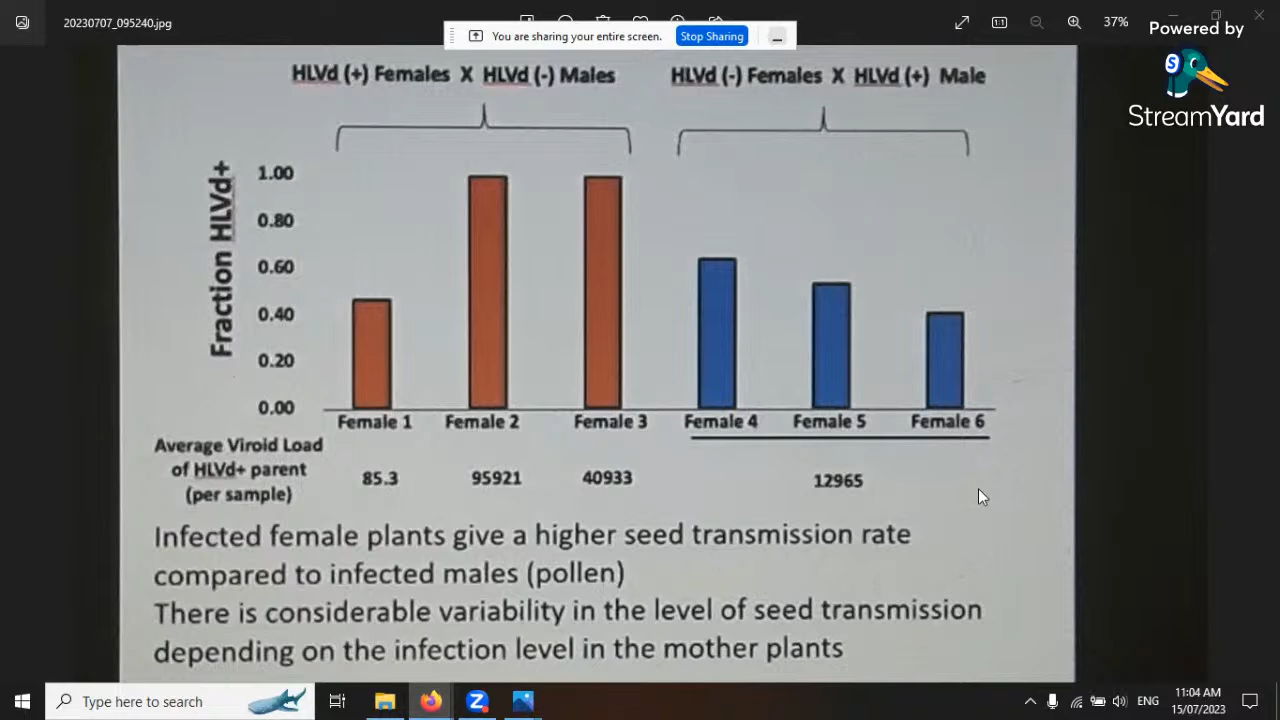 20230707_095240.jpg
37%
You are sharing your entire screen.
Stop Sharing
Powered by
StreamYard
HLVd (+) Females X HLVd (-) Males
HLVd (-) Females X HLVd (+) Male
Fraction HLVd+
1.00
0.80
0.60
0.40
0.20
0.00
Female 1
Female 2
Female 3
Female 4
Female 5
Female 6
Average Viroid Load
of HLVd+ parent
(per sample)
85.3
95921
40933
12965
Infected female plants give a higher seed transmission rate
compared to infected males (pollen)
There is considerable variability in the level of seed transmission
depending on the infection level in the mother plants
Type here to search
ENG
11:04 AM
15/07/2023